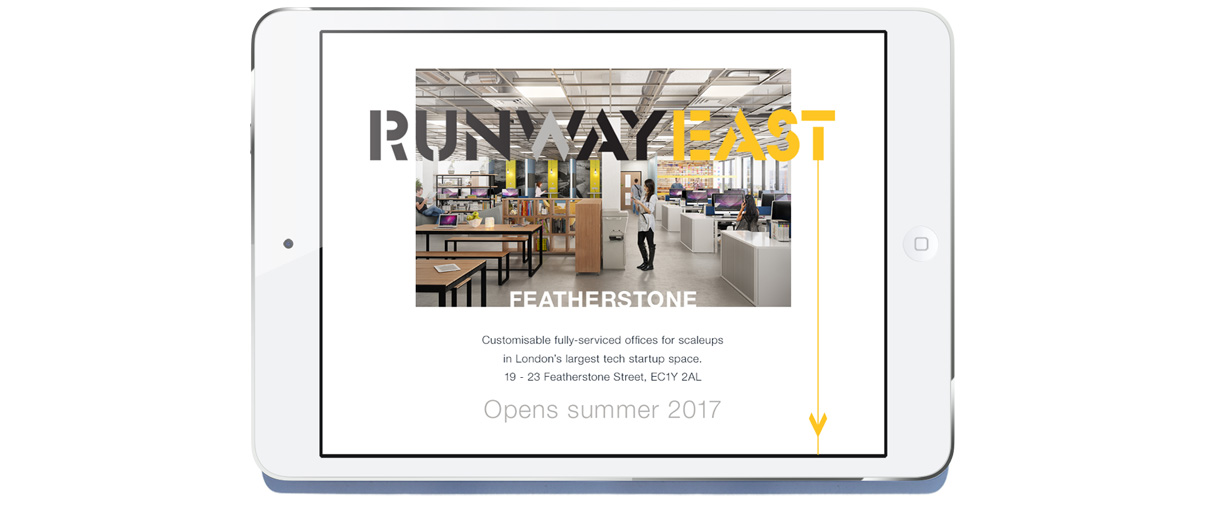 RUNWAYEAST
FEATHERSTONE
Customisable fully-serviced offices for scaleups
in London's largest tech startup space.
19 - 23 Featherstone Street, EC1Y 2AL
Opens summer 2017